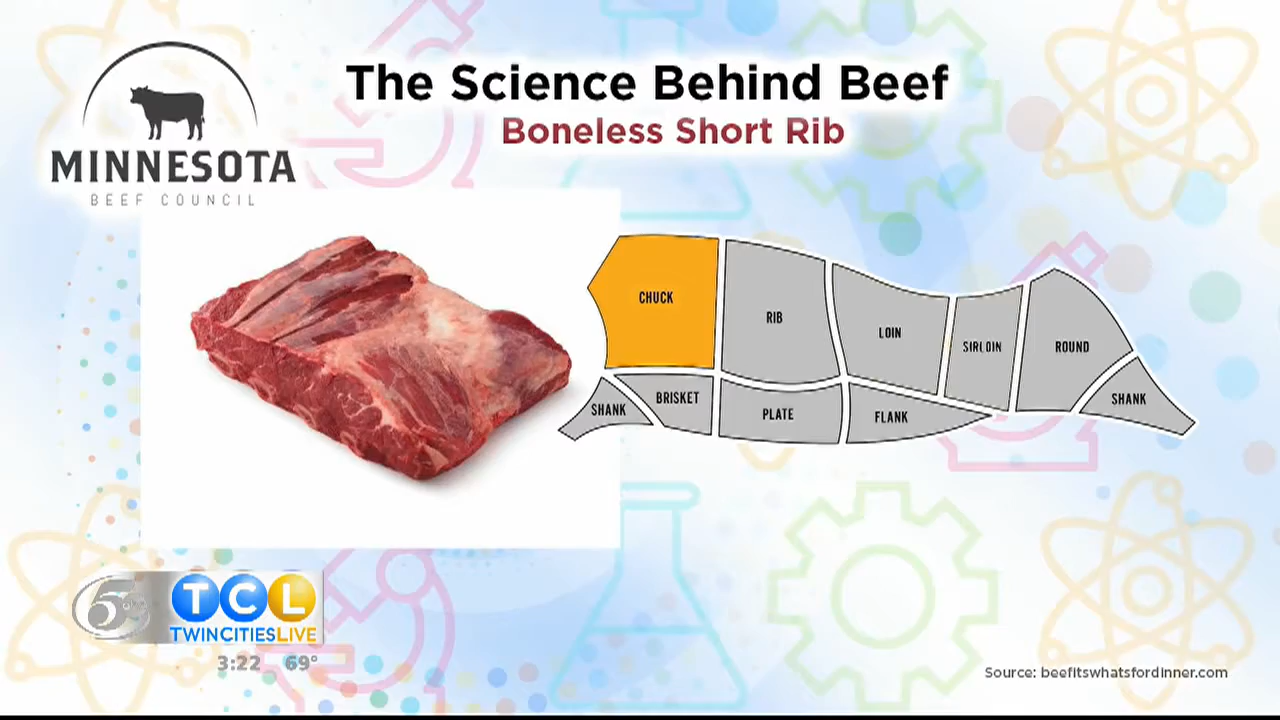 The Science Behind Beef
Boneless Short Rib
MINNESOTA
BEEF COUNCIL
CHUCK
RIB
LOIN
SIRLOIN
ROUND
SHANK
BRISKET
PLATE
FLANK
SHANK
5
TCL
TWINCITIESLIVE
3:22 69°
Source: beefitswhatsfordinner.com